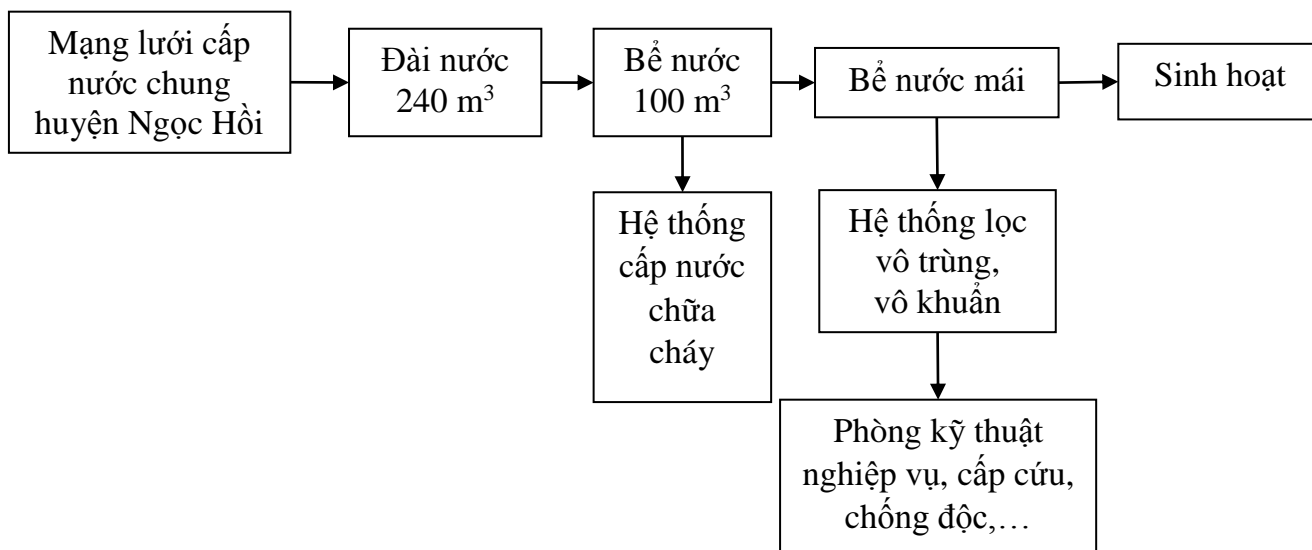 Mạng lưới cấp
nước chung
huyện Ngọc Hồi
Đài nước
240 m³
Bể nước
100 m³
Bể nước mái
Sinh hoạt
Hệ thống
cấp nước
chữa
cháy
Hệ thống lọc
vô trùng,
vô khuẩn
Phòng kỹ thuật
nghiệp vụ, cấp cứu,
chống độc,…